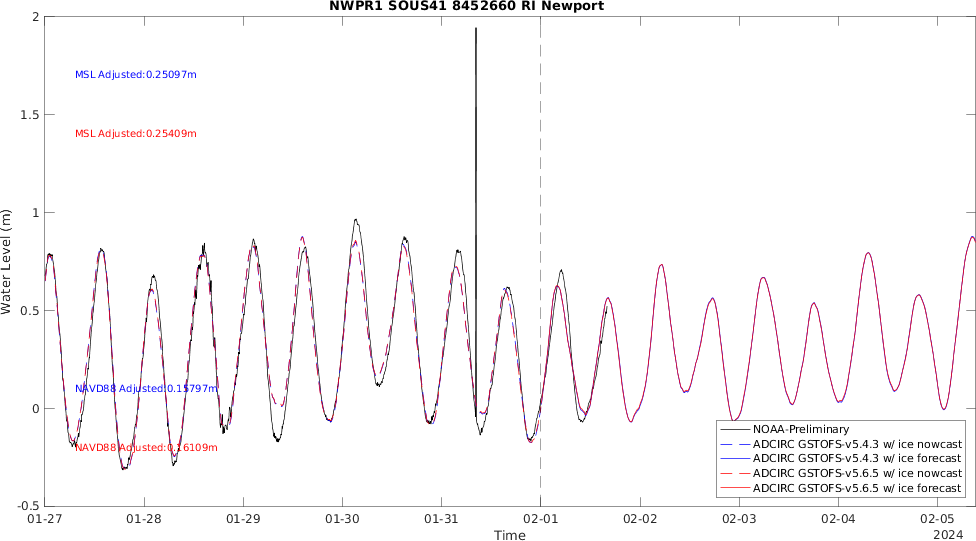 NWPR1 SOUS41 8452660 RI Newport
2
MSL Adjusted:0.25097m
1.5
MSL Adjusted:0.25409m
1
Water Level (m)
0.5
NAVD88 Adjusted:0.15797m
0
NAVD88 Adjusted:0.16109m
NOAA-Preliminary
ADCIRC GSTOFS-v5.4.3 w/ ice nowcast
ADCIRC GSTOFS-v5.4.3 w/ ice forecast
ADCIRC GSTOFS-v5.6.5 w/ ice nowcast
ADCIRC GSTOFS-v5.6.5 w/ ice forecast
-0.5
01-27 01-28 01-29 01-30 01-31 02-01 02-02 02-03 02-04 02-05
Time 2024